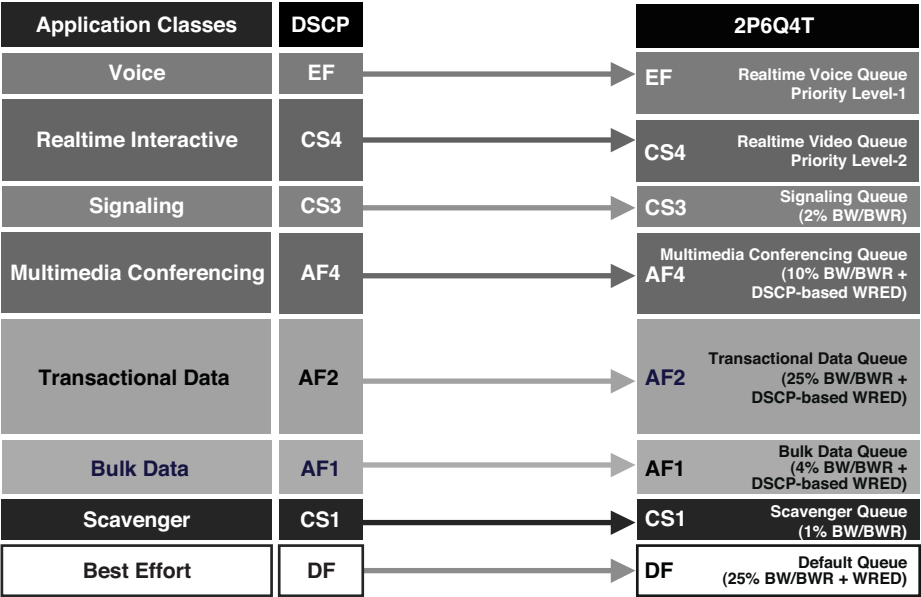 Application Classes DSCP 2P6Q4T
Voice EF EF Realtime Voice Queue
Priority Level-1
Realtime Interactive CS4 CS4 Realtime Video Queue
Priority Level-2
Signaling CS3 CS3 Signaling Queue
(2% BW/BWR)
Multimedia Conferencing AF4 AF4 Multimedia Conferencing Queue
(10% BW/BWR +
DSCP-based WRED)
Transactional Data AF2 AF2 Transactional Data Queue
(25% BW/BWR +
DSCP-based WRED)
Bulk Data AF1 AF1 Bulk Data Queue
(4% BW/BWR +
DSCP-based WRED)
Scavenger CS1 CS1 Scavenger Queue
(1% BW/BWR)
Best Effort DF DF Default Queue
(25% BW/BWR + WRED)